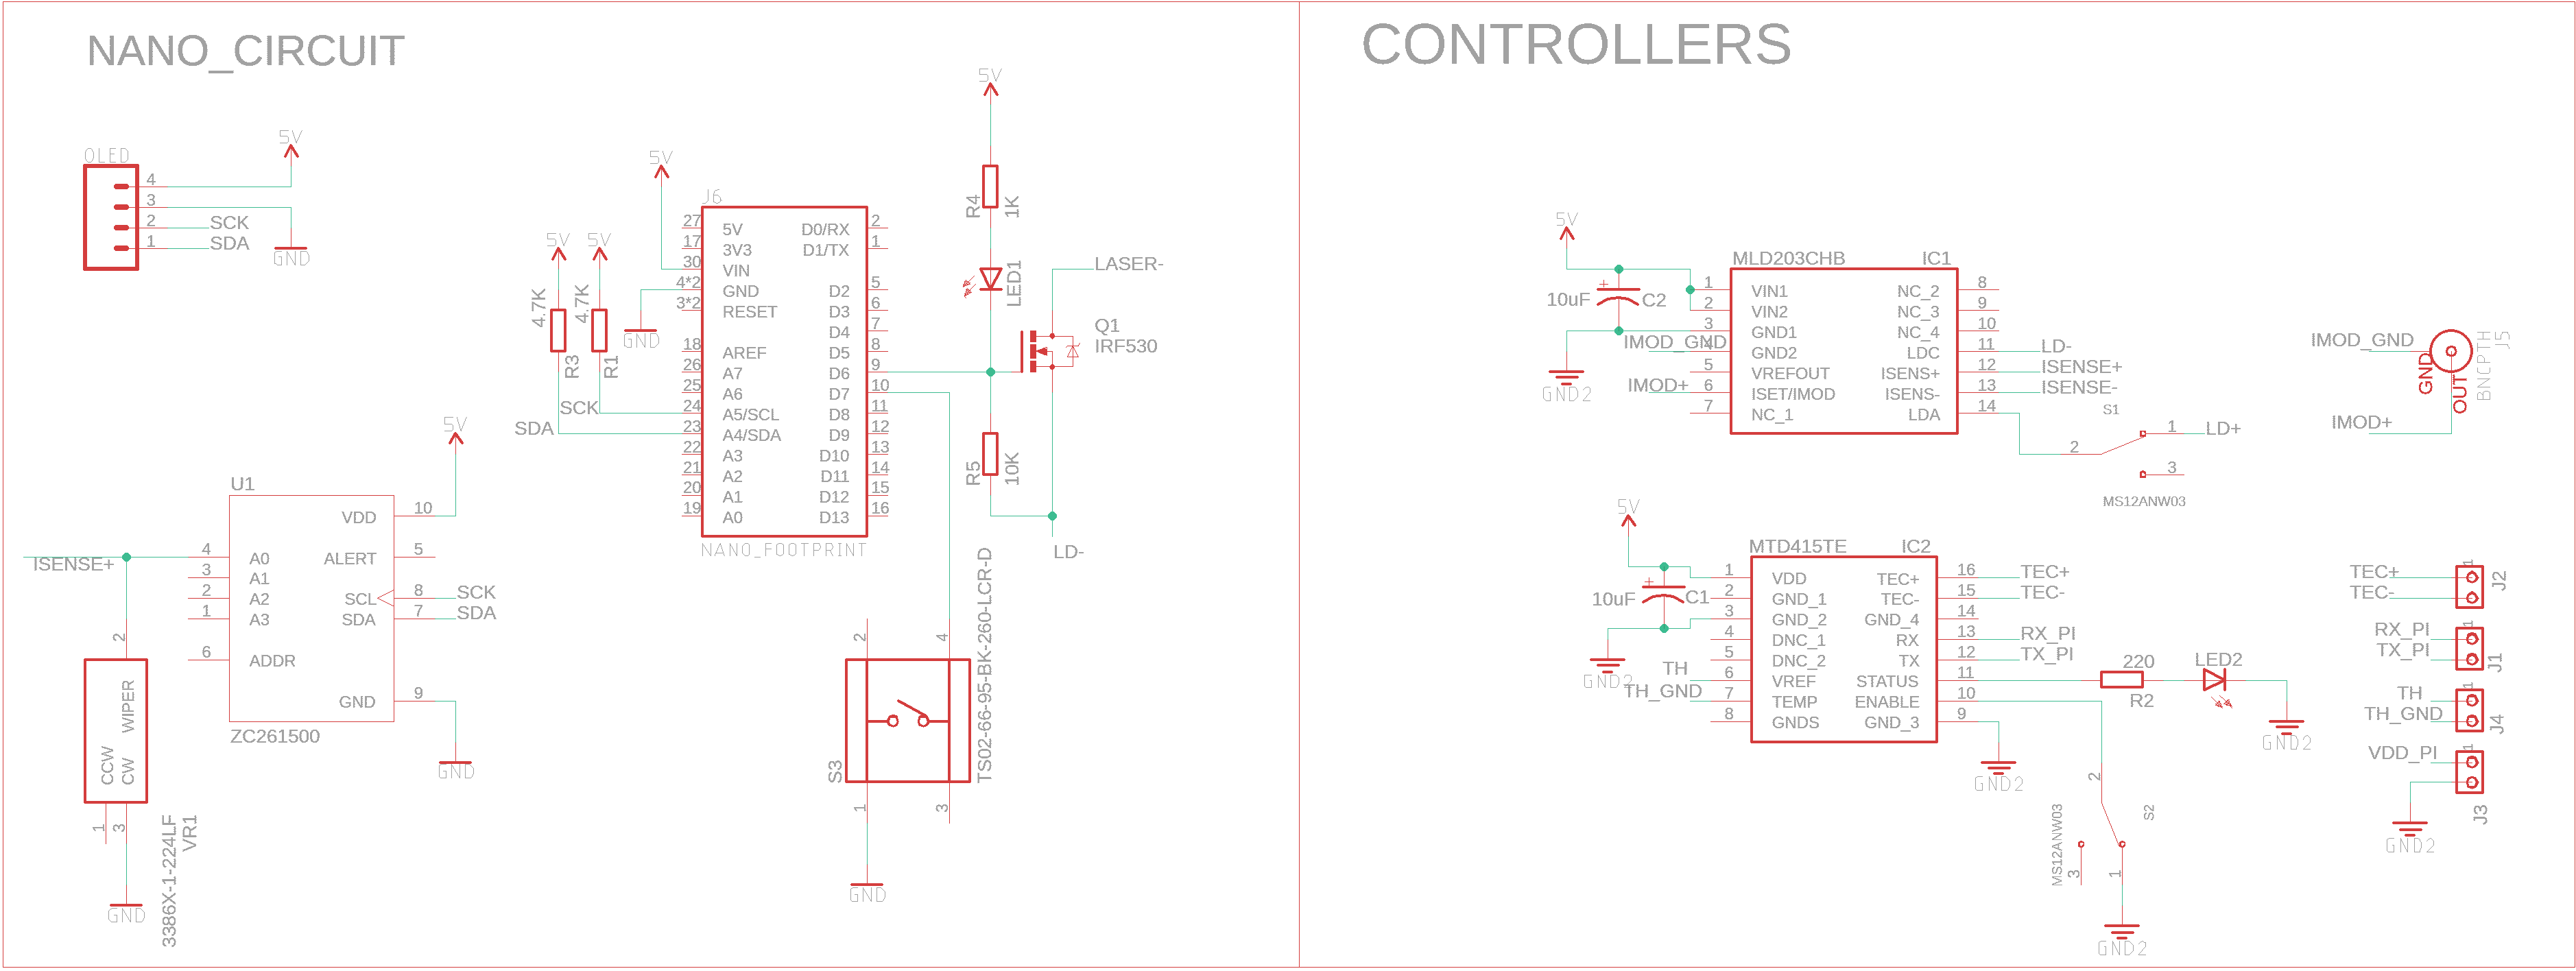 NANO_CIRCUIT
OLED
5V
4
3
2
1
SCK
SDA
GND
5V
5V
4.7K
4.7K
R3
R1
SCK
SDA
5V
GND
J6
27 5V D0/RX 2
17 3V3 D1/TX 1
30 VIN
4*2 GND D2 5
3*2 RESET D3 6
D4 7
18 AREF D5 8
26 A7 D6 9
25 A6 D7 10
24 A5/SCL D8 11
23 A4/SDA D9 12
22 A3 D10 13
21 A2 D11 14
20 A1 D12 15
19 A0 D13 16
NANO_FOOTPRINT
5V
R4
1K
LED1
LASER-
Q1
IRF530
R5
10K
LD-
U1
5V
VDD 10
ISENSE+
4 A0 ALERT 5
3 A1
2 A2 SCL 8 SCK
1 A3 SDA 7 SDA
6 ADDR
GND 9
ZC261500
GND
2
WIPER
CCW
CW
1
3
3386X-1-224LF
VR1
GND
2
4
S3
TS02-66-95-BK-260-LCR-D
1
3
GND
CONTROLLERS
5V
10uF
C2
GND2
MLD203CHB IC1
1 VIN1 NC_2 8
2 VIN2 NC_3 9
3 GND1 NC_4 10
IMOD_GND 4 GND2 LDC 11 LD-
5 VREFOUT ISENS+ 12 ISENSE+
IMOD+ 6 ISET/IMOD ISENS- 13 ISENSE-
7 NC_1 LDA 14
S1
2
1 LD+
3
MS12ANW03
IMOD_GND
GND
OUT
J5
BNCPTH
IMOD+
5V
10uF
C1
GND2
MTD415TE IC2
1 VDD TEC+ 16 TEC+
2 GND_1 TEC- 15 TEC-
3 GND_2 GND_4 14
4 DNC_1 RX 13 RX_PI
5 DNC_2 TX 12 TX_PI
TH 6 VREF STATUS 11
TH_GND 7 TEMP ENABLE 10
8 GNDS GND_3 9
GND2
220
R2
LED2
GND2
2
S2
MS12ANW03
3
1
GND2
TEC+
TEC-
1
J2
RX_PI
TX_PI
1
J1
TH
TH_GND
1
J4
VDD_PI
1
J3
GND2